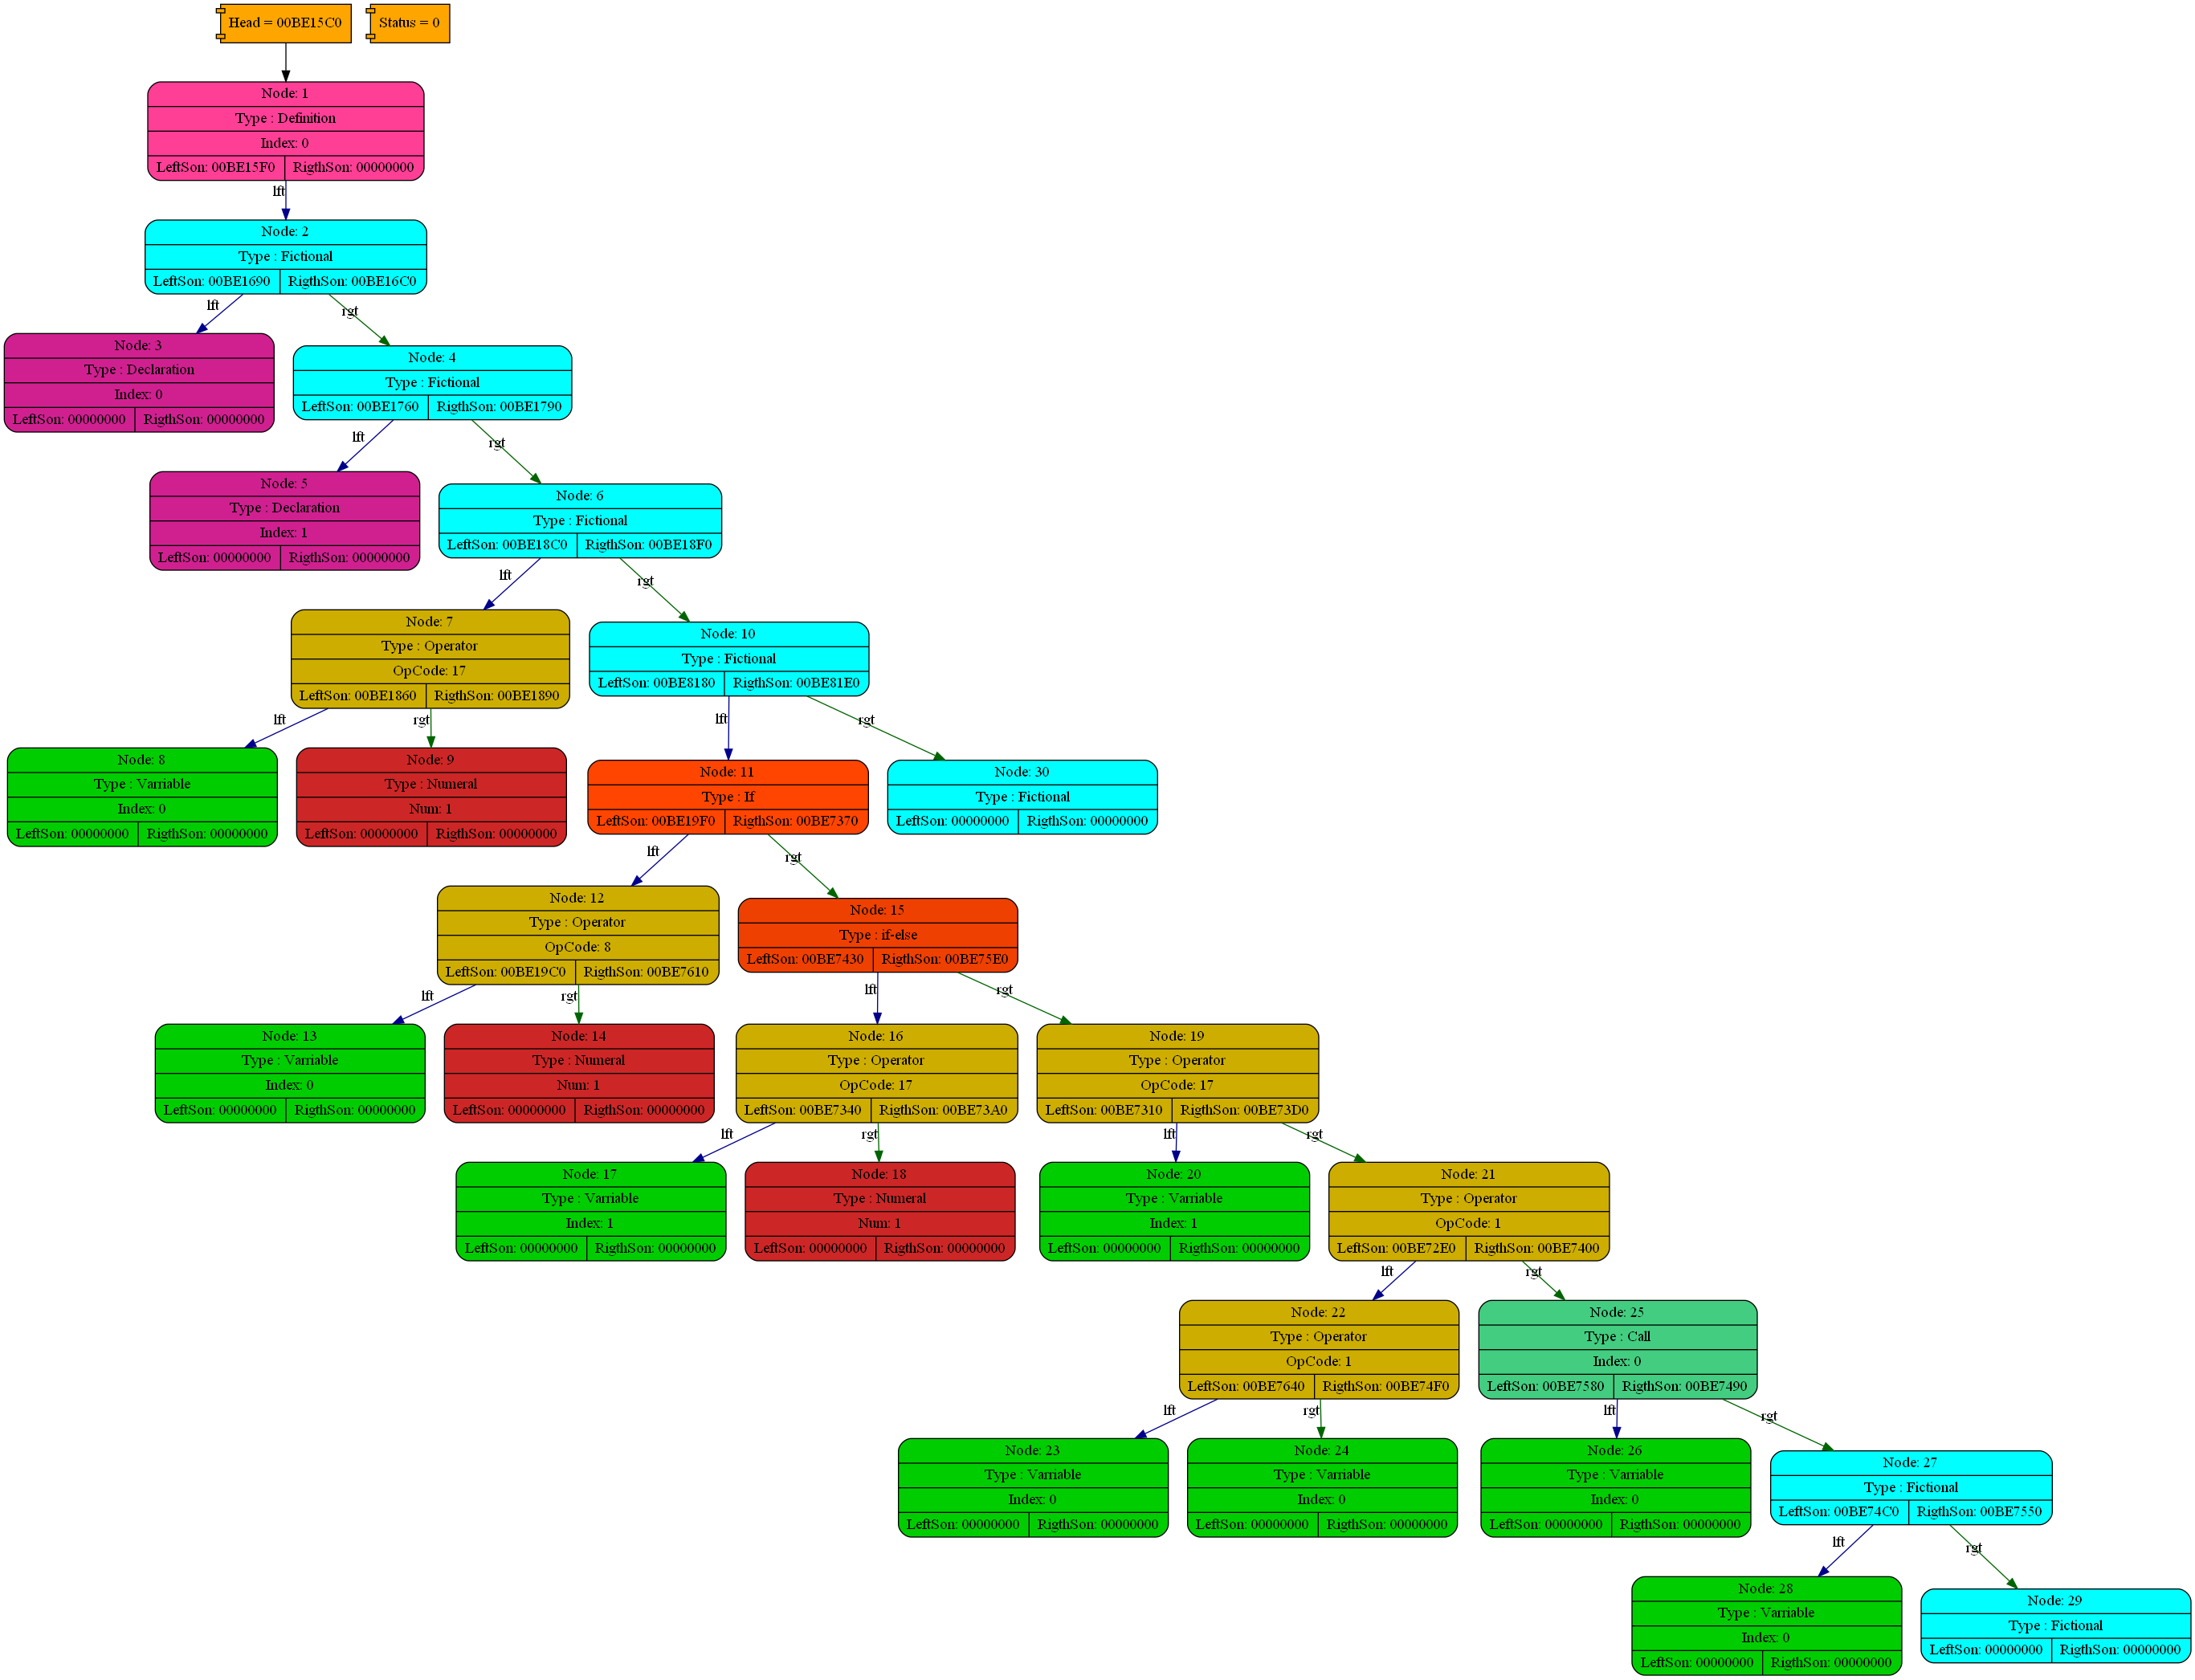 Head = 00BE15C0
Status = 0
Node: 1
Type : Definition
Index: 0
LeftSon: 00BE15F0 RigthSon: 00000000
lft
Node: 2
Type : Fictional
LeftSon: 00BE1690 RigthSon: 00BE16C0
lft
rgt
Node: 3
Type : Declaration
Index: 0
LeftSon: 00000000 RigthSon: 00000000
Node: 4
Type : Fictional
LeftSon: 00BE1760 RigthSon: 00BE1790
lft
rgt
Node: 5
Type : Declaration
Index: 1
LeftSon: 00000000 RigthSon: 00000000
Node: 6
Type : Fictional
LeftSon: 00BE18C0 RigthSon: 00BE18F0
lft
rgt
Node: 7
Type : Operator
OpCode: 17
LeftSon: 00BE1860 RigthSon: 00BE1890
lft
rgt
Node: 10
Type : Fictional
LeftSon: 00BE8180 RigthSon: 00BE81E0
lft
rgt
Node: 8
Type : Varriable
Index: 0
LeftSon: 00000000 RigthSon: 00000000
Node: 9
Type : Numeral
Num: 1
LeftSon: 00000000 RigthSon: 00000000
Node: 11
Type : If
LeftSon: 00BE19F0 RigthSon: 00BE7370
lft
rgt
Node: 30
Type : Fictional
LeftSon: 00000000 RigthSon: 00000000
Node: 12
Type : Operator
OpCode: 8
LeftSon: 00BE19C0 RigthSon: 00BE7610
lft
rgt
Node: 15
Type : if-else
LeftSon: 00BE7430 RigthSon: 00BE75E0
lft
rgt
Node: 13
Type : Varriable
Index: 0
LeftSon: 00000000 RigthSon: 00000000
Node: 14
Type : Numeral
Num: 1
LeftSon: 00000000 RigthSon: 00000000
Node: 16
Type : Operator
OpCode: 17
LeftSon: 00BE7340 RigthSon: 00BE73A0
lft
rgt
Node: 19
Type : Operator
OpCode: 17
LeftSon: 00BE7310 RigthSon: 00BE73D0
lft
rgt
Node: 17
Type : Varriable
Index: 1
LeftSon: 00000000 RigthSon: 00000000
Node: 18
Type : Numeral
Num: 1
LeftSon: 00000000 RigthSon: 00000000
Node: 20
Type : Varriable
Index: 1
LeftSon: 00000000 RigthSon: 00000000
Node: 21
Type : Operator
OpCode: 1
LeftSon: 00BE72E0 RigthSon: 00BE7400
lft
rgt
Node: 22
Type : Operator
OpCode: 1
LeftSon: 00BE7640 RigthSon: 00BE74F0
lft
rgt
Node: 25
Type : Call
Index: 0
LeftSon: 00BE7580 RigthSon: 00BE7490
lft
rgt
Node: 23
Type : Varriable
Index: 0
LeftSon: 00000000 RigthSon: 00000000
Node: 24
Type : Varriable
Index: 0
LeftSon: 00000000 RigthSon: 00000000
Node: 26
Type : Varriable
Index: 0
LeftSon: 00000000 RigthSon: 00000000
Node: 27
Type : Fictional
LeftSon: 00BE74C0 RigthSon: 00BE7550
lft
rgt
Node: 28
Type : Varriable
Index: 0
LeftSon: 00000000 RigthSon: 00000000
Node: 29
Type : Fictional
LeftSon: 00000000 RigthSon: 00000000